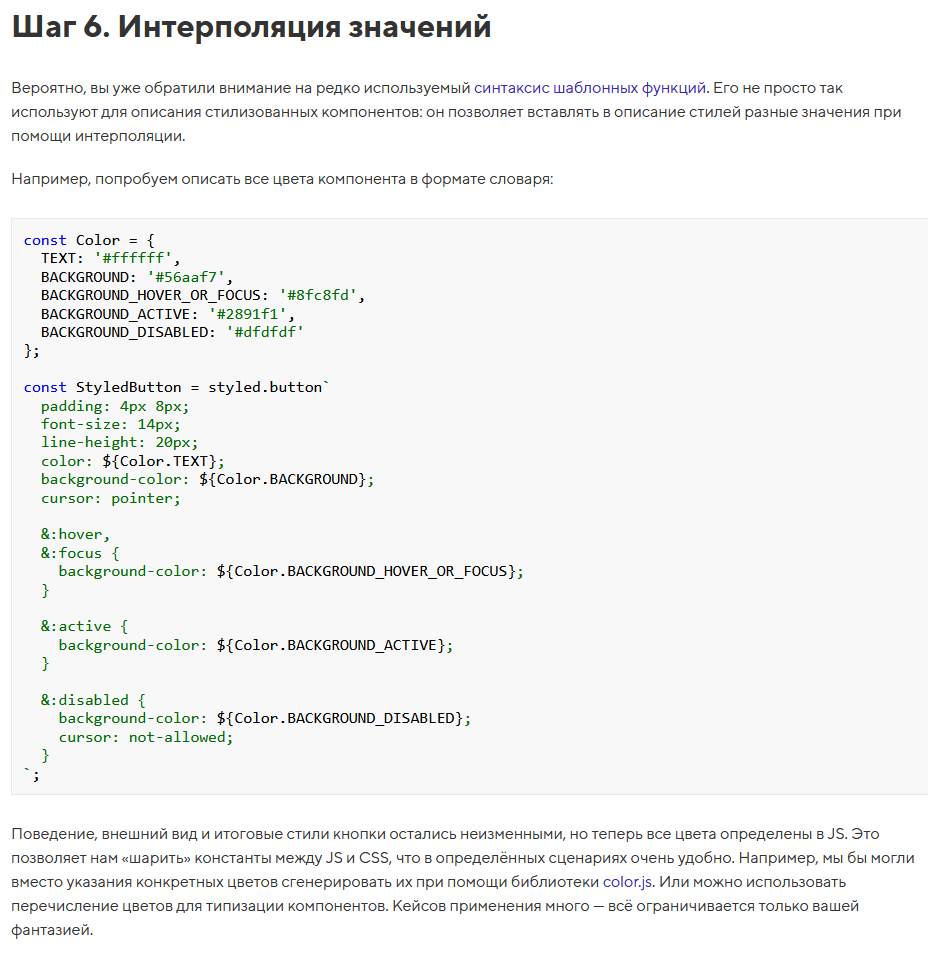 Шаг 6. Интерполяция значений
Вероятно, вы уже обратили внимание на редко используемый синтаксис шаблонных функций. Его не просто так
используют для описания стилизованных компонентов: он позволяет вставлять в описание стилей разные значения при
помощи интерполяции.
Например, попробуем описать все цвета компонента в формате словаря:
const Color = {
  TEXT: '#ffffff',
  BACKGROUND: '#56aaf7',
  BACKGROUND_HOVER_OR_FOCUS: '#8fc8fd',
  BACKGROUND_ACTIVE: '#2891f1',
  BACKGROUND_DISABLED: '#dfdfdf'
};
const StyledButton = styled.button`
  padding: 4px 8px;
  font-size: 14px;
  line-height: 20px;
  color: ${Color.TEXT};
  background-color: ${Color.BACKGROUND};
  cursor: pointer;
  &:hover,
  &:focus {
    background-color: ${Color.BACKGROUND_HOVER_OR_FOCUS};
  }
  &:active {
    background-color: ${Color.BACKGROUND_ACTIVE};
  }
  &:disabled {
    background-color: ${Color.BACKGROUND_DISABLED};
    cursor: not-allowed;
  }
`;
Поведение, внешний вид и итоговые стили кнопки остались неизменными, но теперь все цвета определены в JS. Это
позволяет нам «шарить» константы между JS и CSS, что в определённых сценариях очень удобно. Например, мы бы могли
вместо указания конкретных цветов сгенерировать их при помощи библиотеки color.js. Или можно использовать
перечисление цветов для типизации компонентов. Кейсов применения много — всё ограничивается только вашей
фантазией.